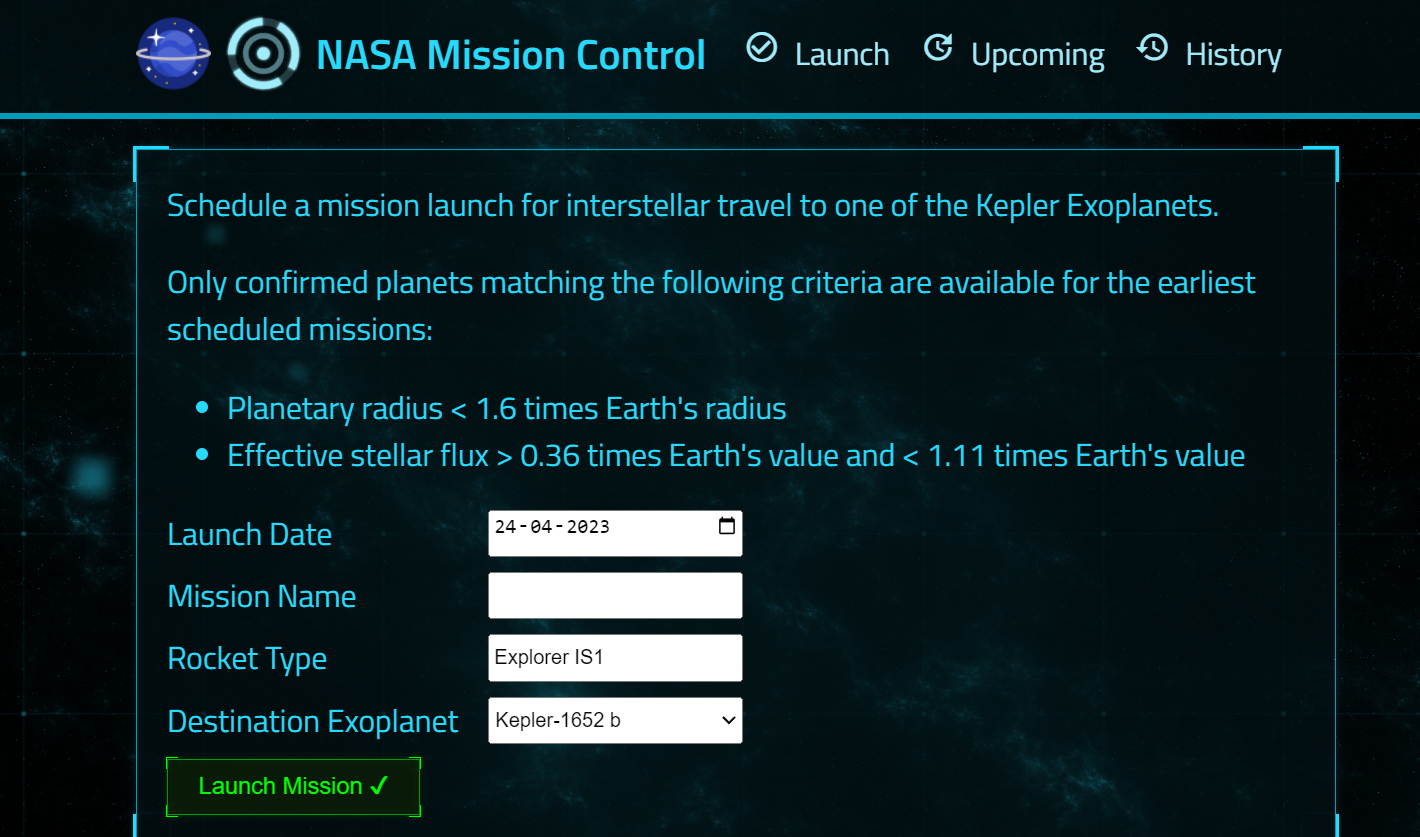 NASA Mission Control Launch Upcoming History
Schedule a mission launch for interstellar travel to one of the Kepler Exoplanets.
Only confirmed planets matching the following criteria are available for the earliest
scheduled missions:
• Planetary radius < 1.6 times Earth's radius
• Effective stellar flux > 0.36 times Earth's value and < 1.11 times Earth's value
Launch Date 24-04-2023
Mission Name
Rocket Type Explorer IS1
Destination Exoplanet Kepler-1652 b
Launch Mission ✓